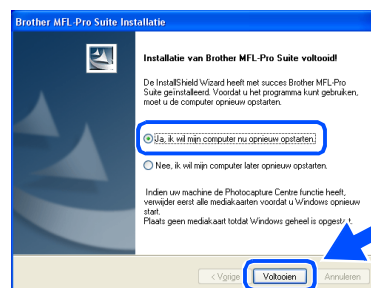 Brother MFL-Pro Suite Installatie
Installatie van Brother MFL-Pro Suite voltooid!
De InstallShield Wizard heeft met succes Brother MFL-Pro
Suite geïnstalleerd. Voordat u het programma kunt gebruiken,
moet u de computer opnieuw opstarten.
Ja, ik wil mijn computer nu opnieuw opstarten.
Nee, ik wil mijn computer later opnieuw opstarten.
Indien uw machine de Photocapture Centre functie heeft,
verwijder eerst alle mediakaarten voordat u Windows opnieuw
start.
Plaats geen mediakaart totdat Windows geheel is opgestart.
< Vorige
Voltooien
Annuleren